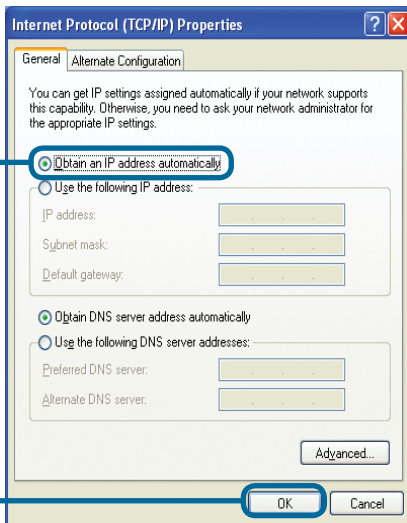 Internet Protocol (TCP/IP) Properties
General
Alternate Configuration
You can get IP settings assigned automatically if your network supports
this capability. Otherwise, you need to ask your network administrator for
the appropriate IP settings.
Obtain an IP address automatically
Use the following IP address:
IP address:
Subnet mask:
Default gateway:
Obtain DNS server address automatically
Use the following DNS server addresses:
Preferred DNS server:
Alternate DNS server:
Advanced...
OK
Cancel